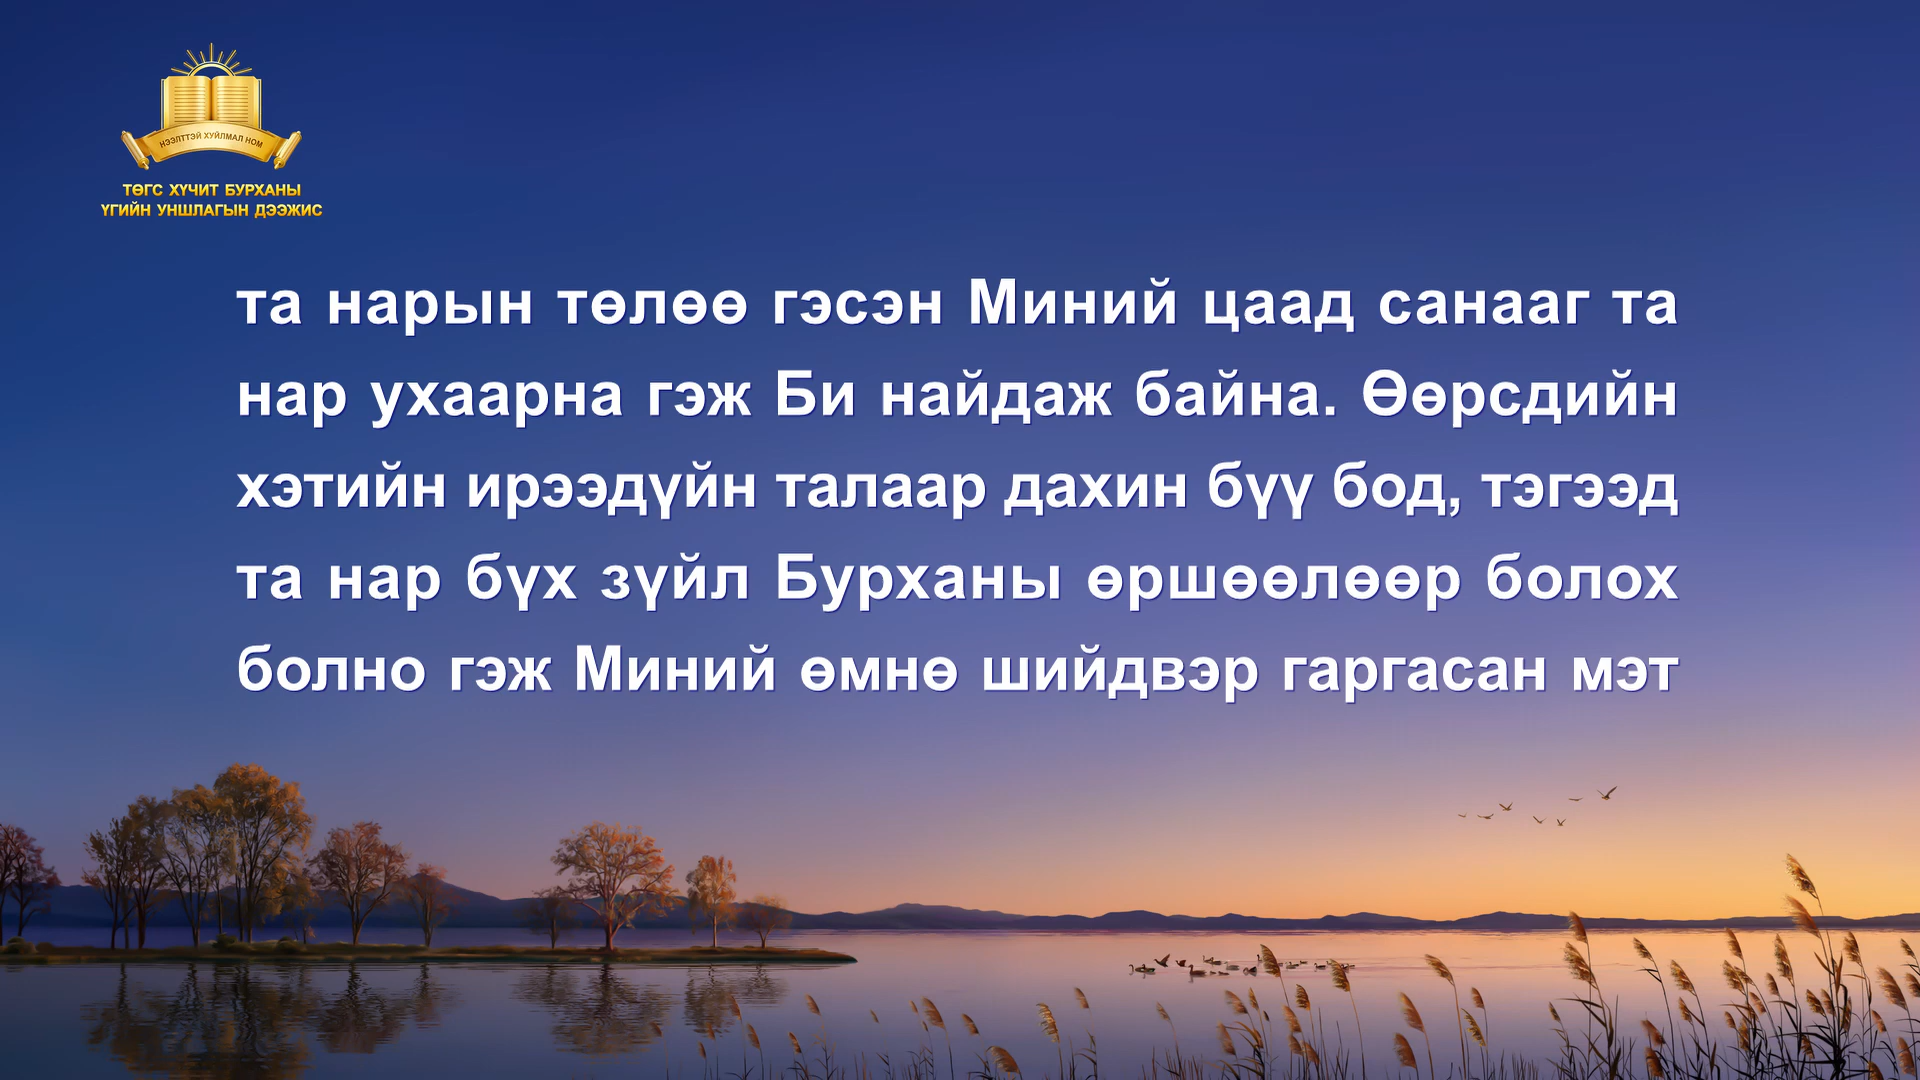 НЭЭЛТТЭЙ ХУЙЛМАЛ НОМ
ТӨГС ХҮЧИТ БУРХАНЫ
ҮГИЙН УНШЛАГЫН ДЭЭЖИС
та нарын төлөө гэсэн Миний цаад санааг та
нар ухаарна гэж Би найдаж байна. Өөрсдийн
хэтийн ирээдүйн талаар дахин бүү бод, тэгээд
та нар бүх зүйл Бурханы өршөөлөөр болох
болно гэж Миний өмнө шийдвэр гаргасан мэт